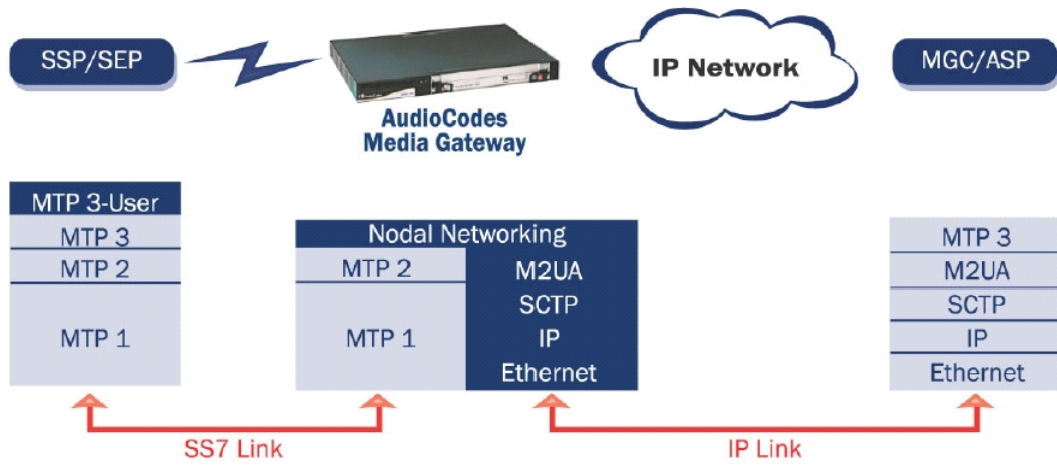 SSP/SEP
AudioCodes
Media Gateway
IP Network
MGC/ASP
MTP 3-User
MTP 3
MTP 2
MTP 1
Nodal Networking
MTP 2
MTP 1
M2UA
SCTP
IP
Ethernet
MTP 3
M2UA
SCTP
IP
Ethernet
SS7 Link
IP Link